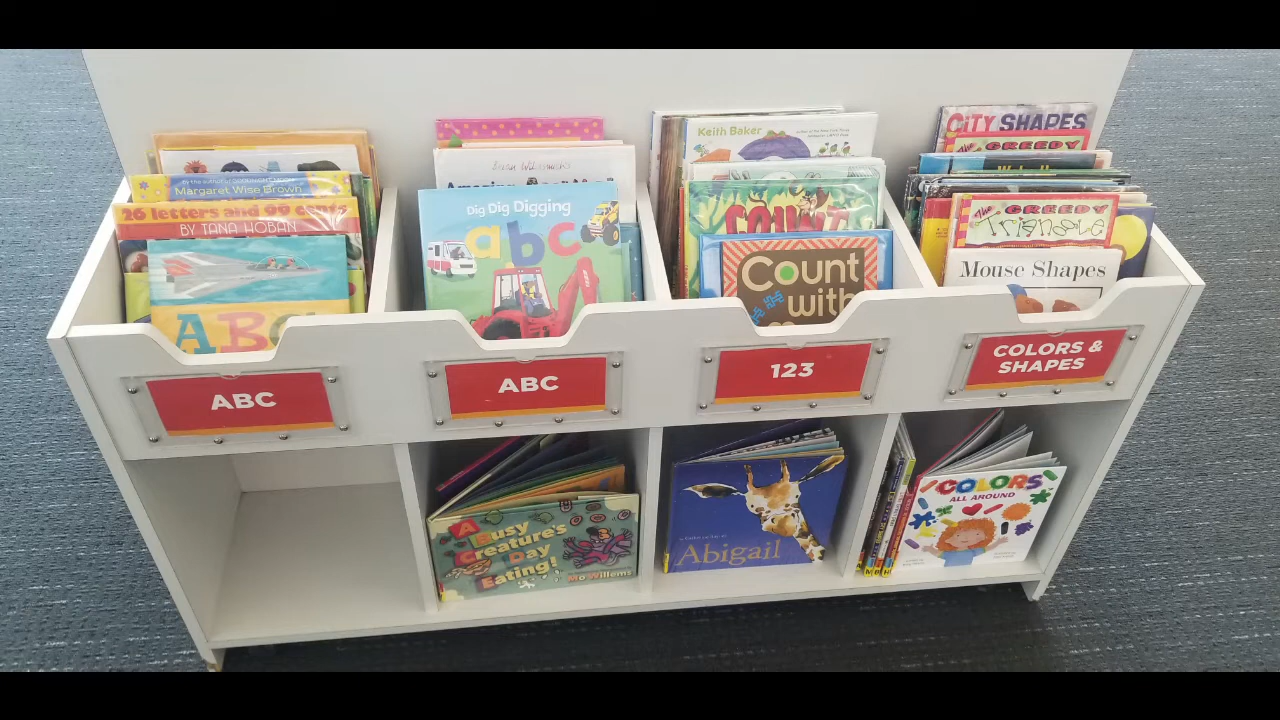 BY the author of GOODNIGHT MOON
Margaret Wise Brown
26 letters and 99 cents
BY TANA HOBAN
ABC
Dig Dig Digging
abc
Keith Baker
COUNT
Count
with
CITY SHAPES
GREEDY
The GREEDY
Triangle
Mouse Shapes
ABC
ABC
123
COLORS &
SHAPES
A Busy
Creature's
Day
Eating!
Mo Willems
Abigail
COLORS
ALL AROUND